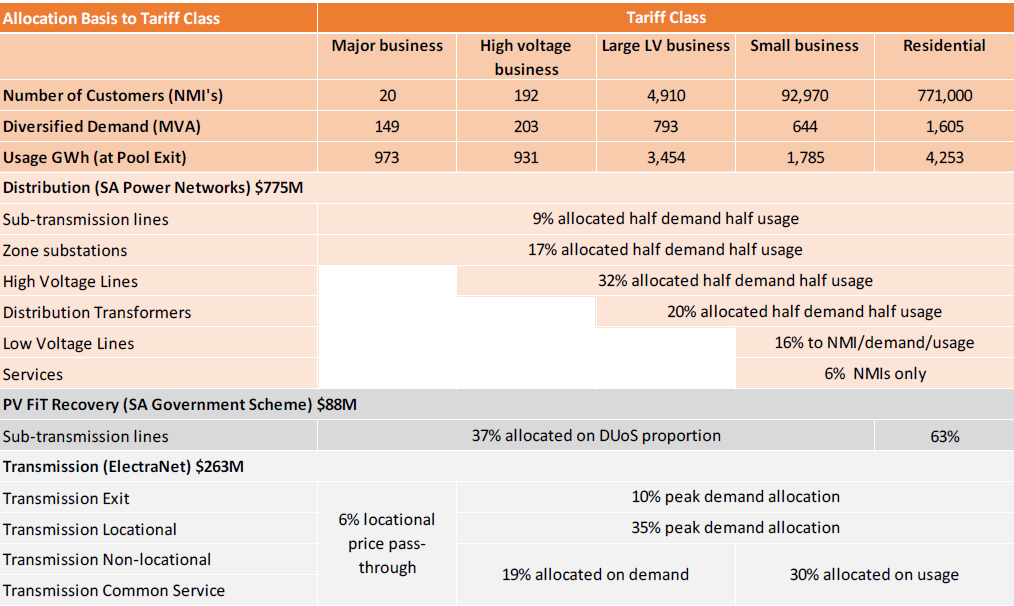 Allocation Basis to Tariff Class Tariff Class
Major business High voltage business Large LV business Small business Residential
Number of Customers (NMI's) 20 192 4,910 92,970 771,000
Diversified Demand (MVA) 149 203 793 644 1,605
Usage GWh (at Pool Exit) 973 931 3,454 1,785 4,253
Distribution (SA Power Networks) $775M
Sub-transmission lines 9% allocated half demand half usage
Zone substations 17% allocated half demand half usage
High Voltage Lines 32% allocated half demand half usage
Distribution Transformers 20% allocated half demand half usage
Low Voltage Lines 16% to NMI/demand/usage
Services 6% NMIs only
PV FiT Recovery (SA Government Scheme) $88M
Sub-transmission lines 37% allocated on DUoS proportion 63%
Transmission (ElectraNet) $263M
Transmission Exit 10% peak demand allocation
Transmission Locational 35% peak demand allocation
6% locational price pass-through
Transmission Non-locational
19% allocated on demand 30% allocated on usage
Transmission Common Service